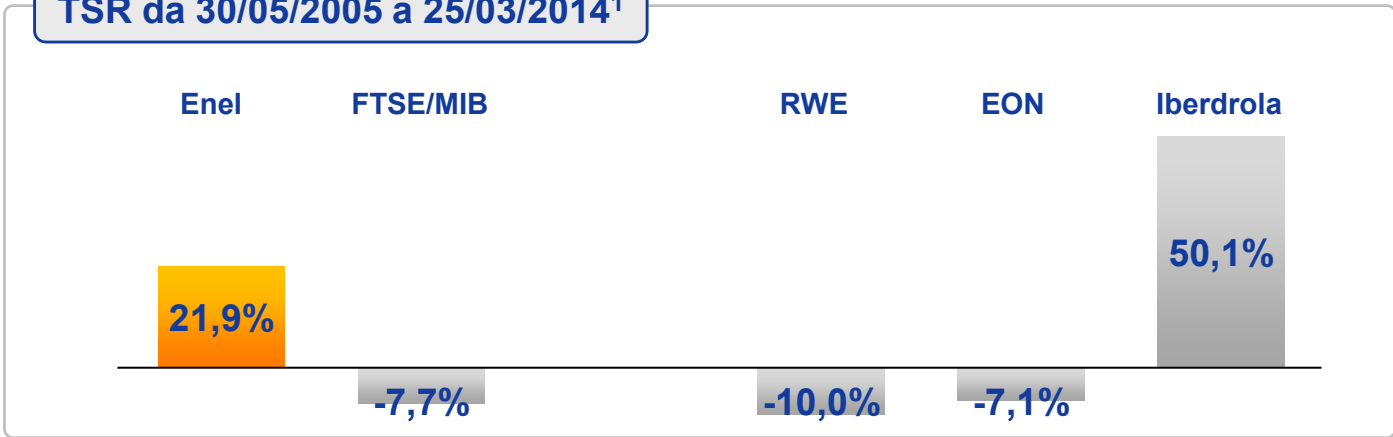 TSR da 30/05/2005 a 25/03/2014¹
Enel FTSE/MIB RWE EON Iberdrola
50,1%
21,9%
-7,7% -10,0% -7,1%